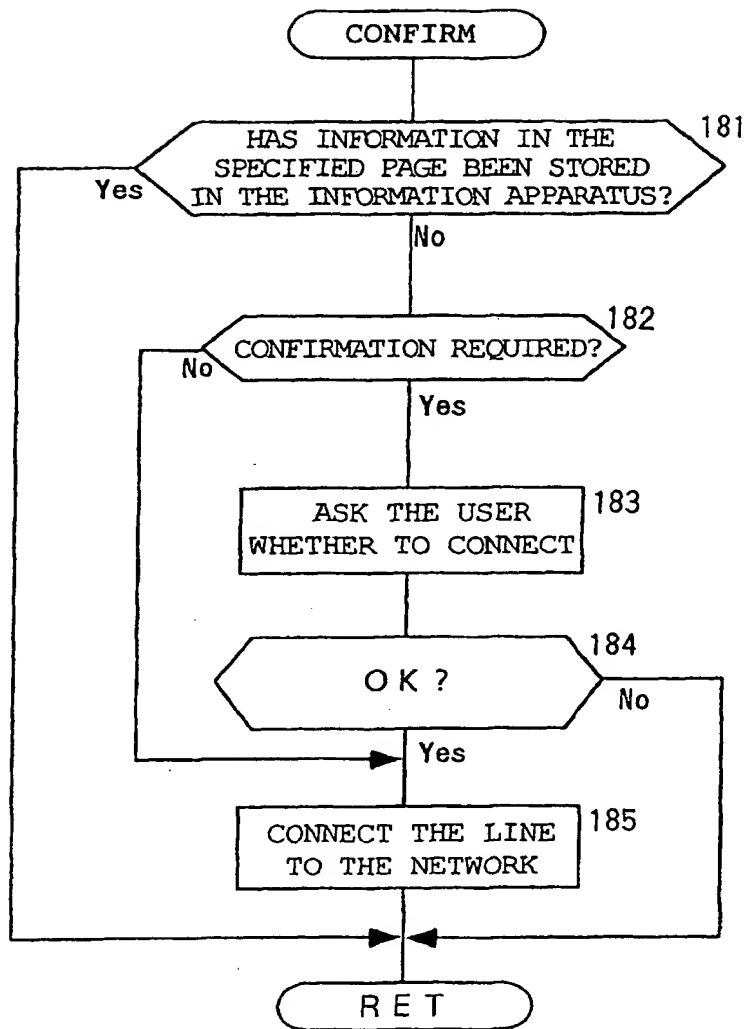 CONFIRM
181
HAS INFORMATION IN THE
SPECIFIED PAGE BEEN STORED
IN THE INFORMATION APPARATUS?
Yes
No
182
CONFIRMATION REQUIRED?
No
Yes
183
ASK THE USER
WHETHER TO CONNECT
184
OK?
No
Yes
185
CONNECT THE LINE
TO THE NETWORK
RET